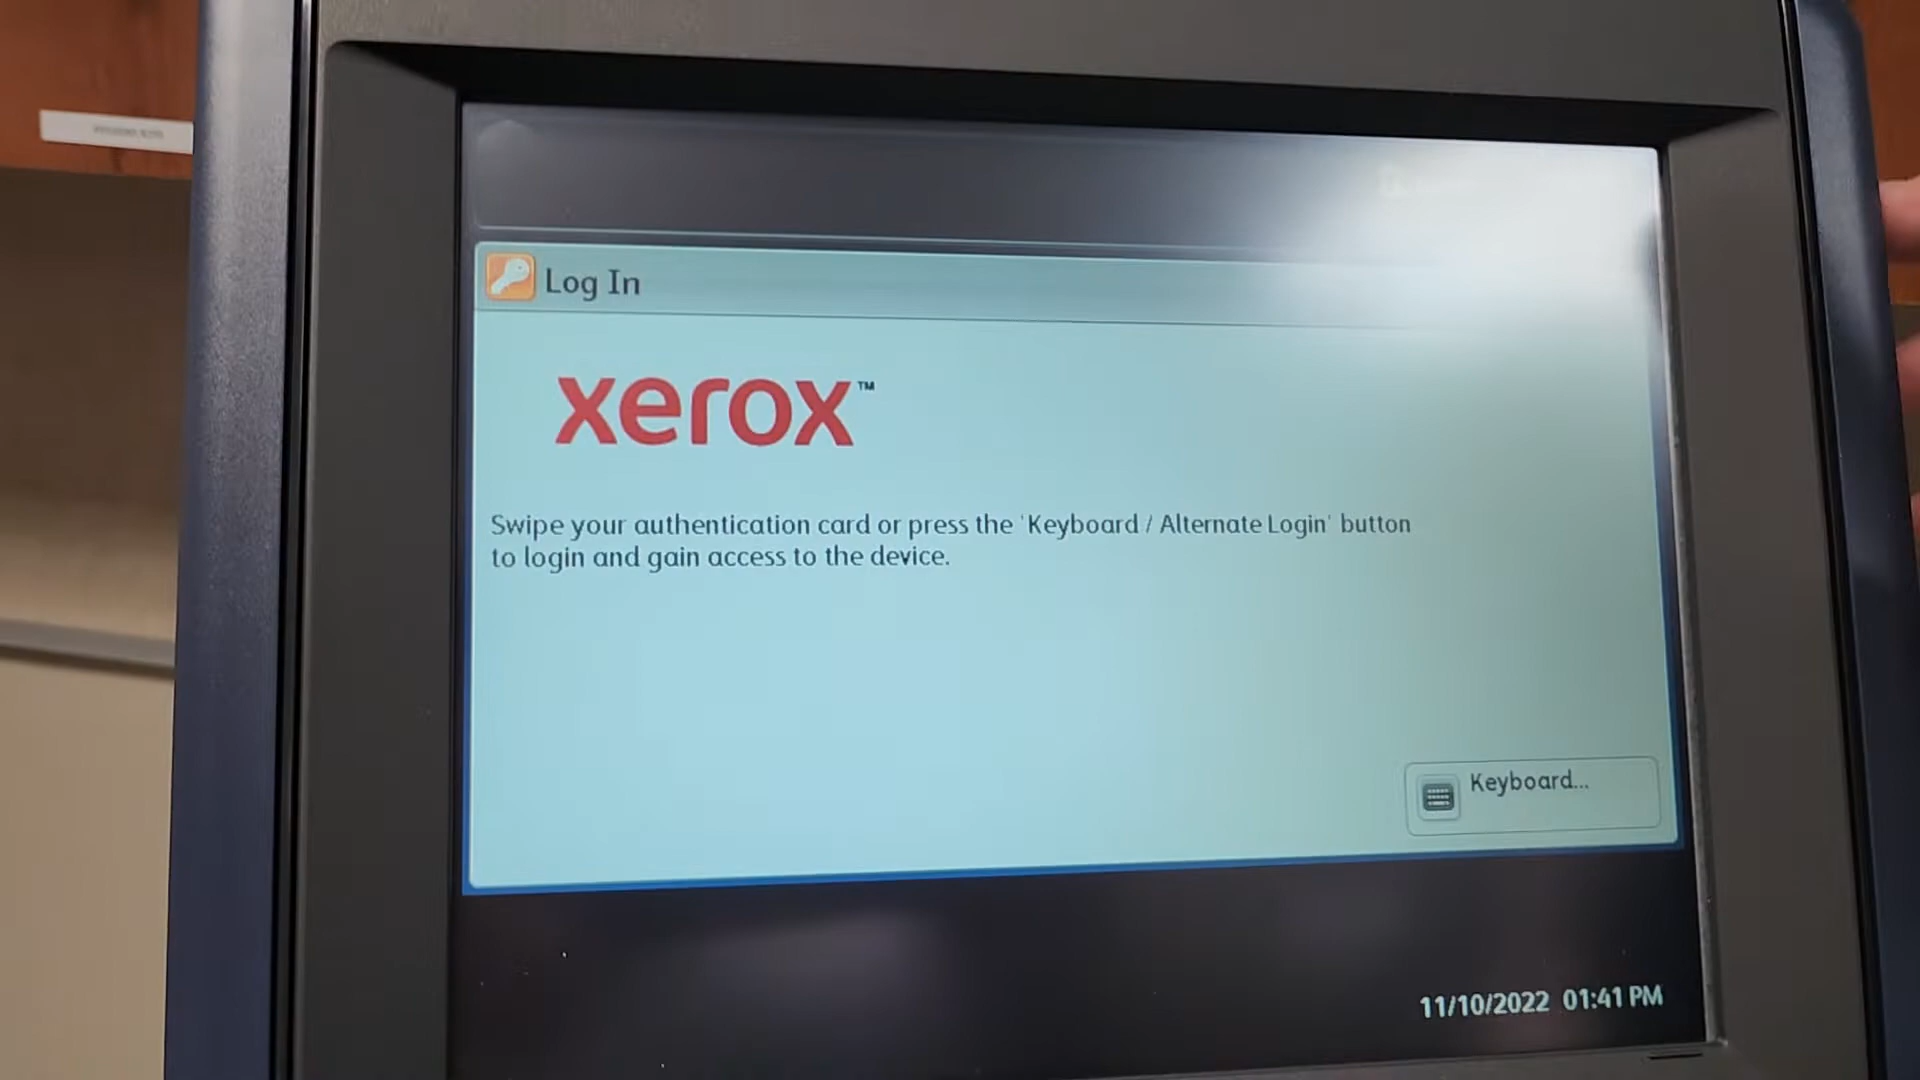 Log In
xerox™
Swipe your authentication card or press the 'Keyboard / Alternate Login' button
to login and gain access to the device.
Keyboard...
11/10/2022 01:41 PM